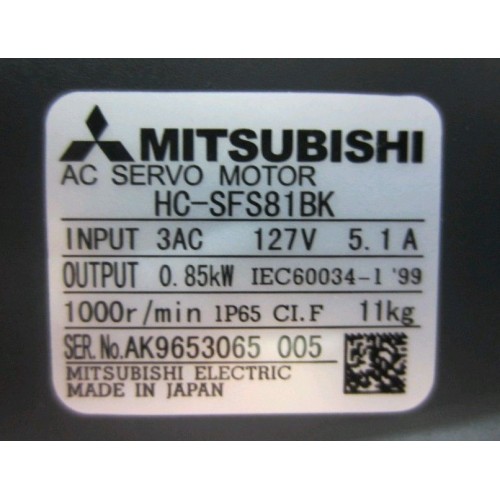 MITSUBISHI
AC SERVO MOTOR
HC-SFS81BK
INPUT 3AC 127V 5.1A
OUTPUT 0.85kW IEC60034-1 '99
1000r/min IP65 CI.F 11kg
SER.No.AK9653065 005
MITSUBISHI ELECTRIC
MADE IN JAPAN